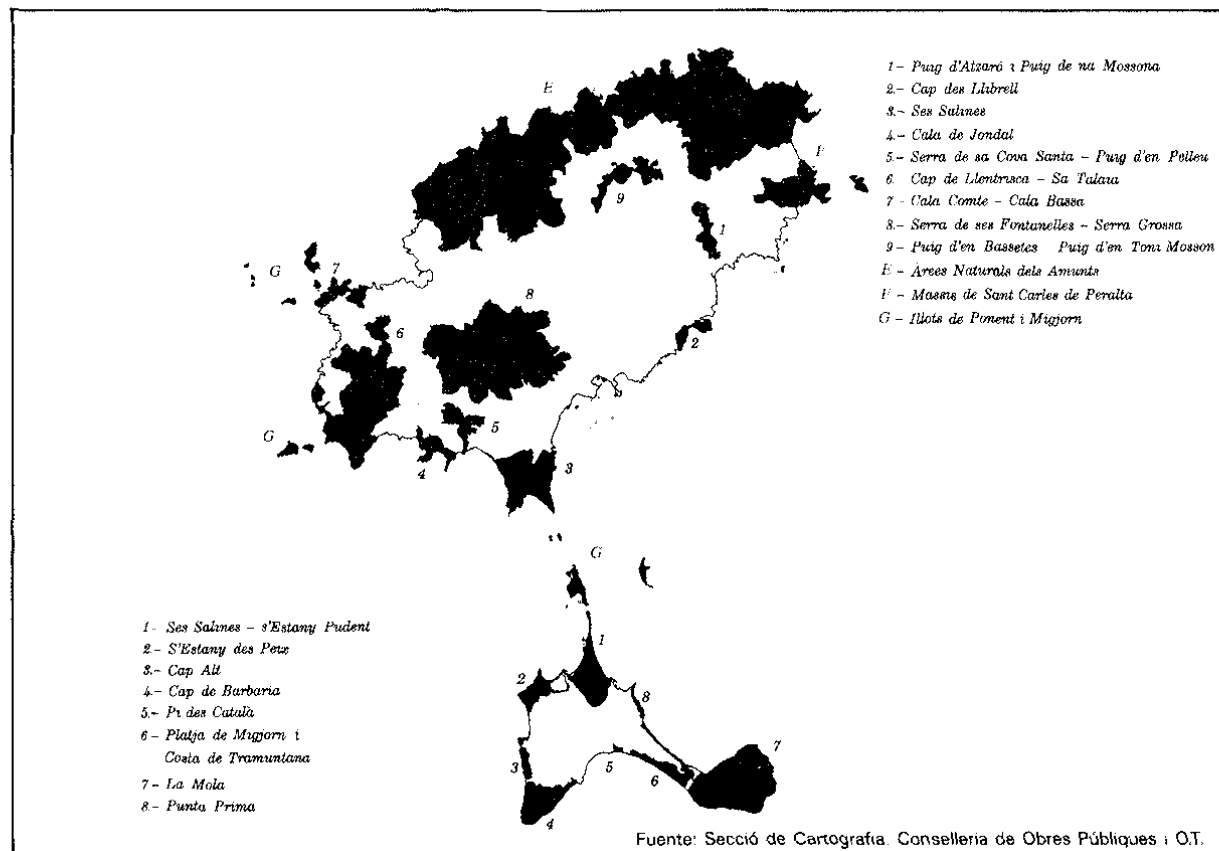 1- Puig d'Atzaró i Puig de na Mossona
2.- Cap des Llibrell
3.- Ses Salines
4.- Cala de Jondal
5.- Serra de sa Cova Santa - Puig d'en Pelleu
6. Cap de Llentrisca - Sa Talaia
7 - Cala Comte - Cala Bassa
8.- Serra de ses Fontanelles - Serra Grossa
9 - Puig d'en Bassetes Puig d'en Toni Mosson
E - Àrees Naturals dels Amunts
F - Massis de Sant Carles de Peralta
G - Illots de Ponent i Migjorn
E
F
9
1
G
7
8
6
2
5
G
4
3
G
1- Ses Salines - s'Estany Pudent
2.- S'Estany des Peix
3.- Cap Alt
4.- Cap de Barbaria
5.- Pi des Català
6 - Platja de Migjorn i
Costa de Tramuntana
7 - La Mola
8.- Punta Prima
1
2
8
7
3
5
6
4
Fuente: Secció de Cartografia. Conselleria de Obres Públiques i O.T.